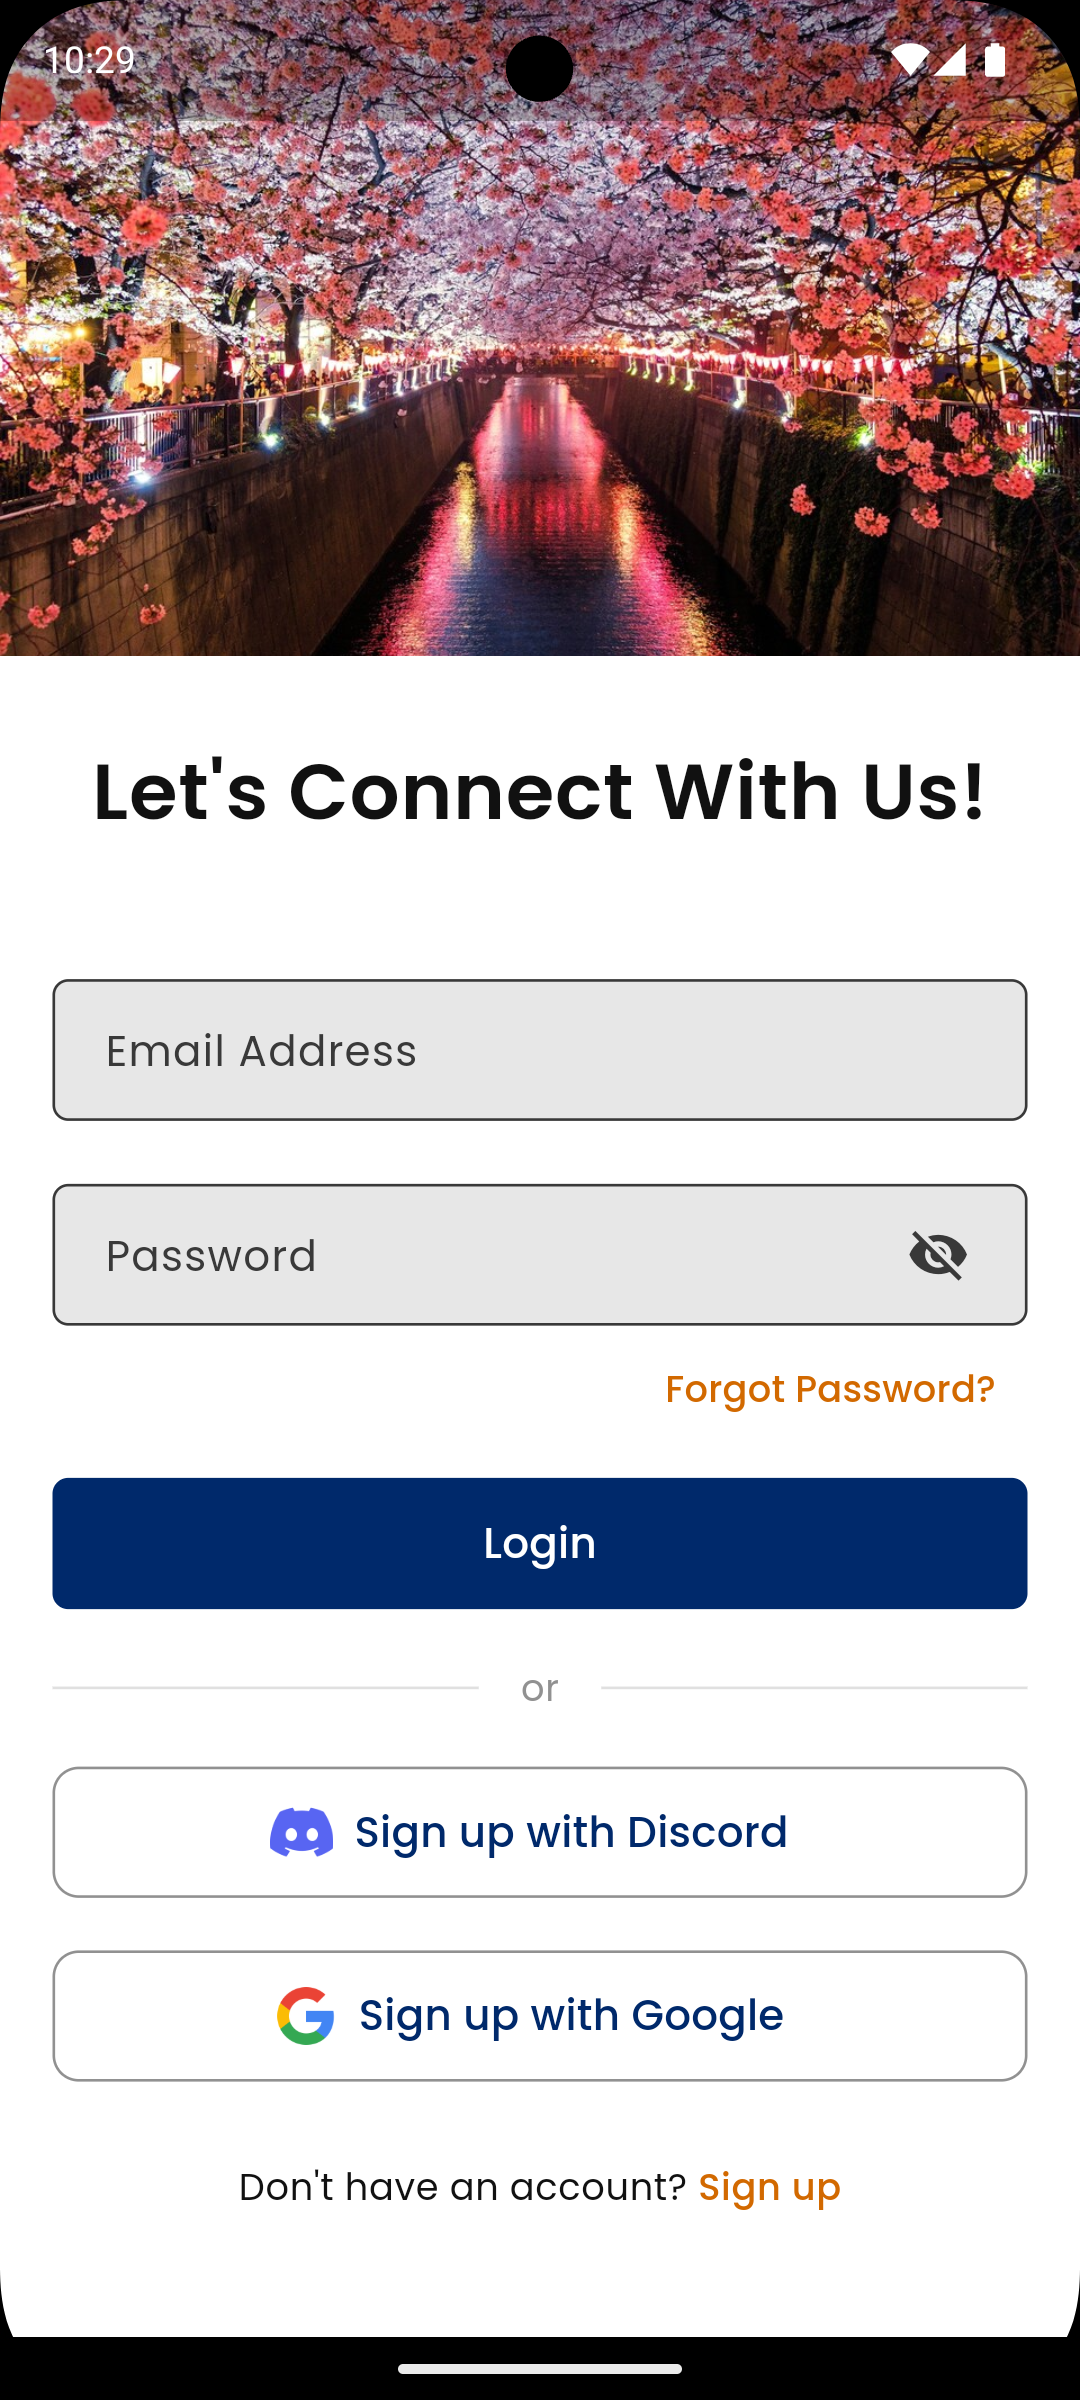 10:29
Let's Connect With Us!
Email Address
Password
Forgot Password?
Login
or
Sign up with Discord
Sign up with Google
Don't have an account? Sign up